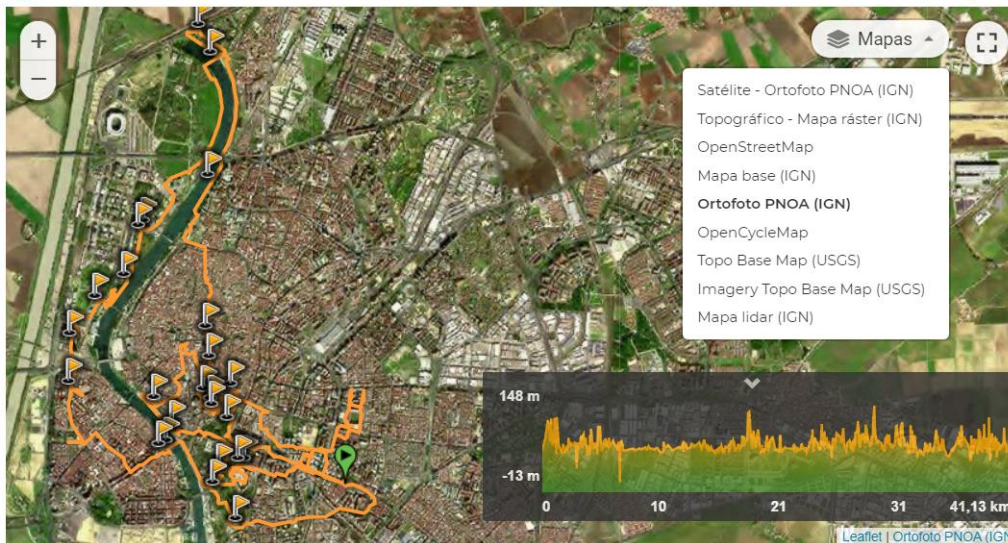 +
−
Mapas
Satélite - Ortofoto PNOA (IGN)
Topográfico - Mapa ráster (IGN)
OpenStreetMap
Mapa base (IGN)
Ortofoto PNOA (IGN)
OpenCycleMap
Topo Base Map (USGS)
Imagery Topo Base Map (USGS)
Mapa lidar (IGN)
148 m
-13 m
0 10 21 31 41,13 km
Leaflet | Ortofoto PNOA (IGN